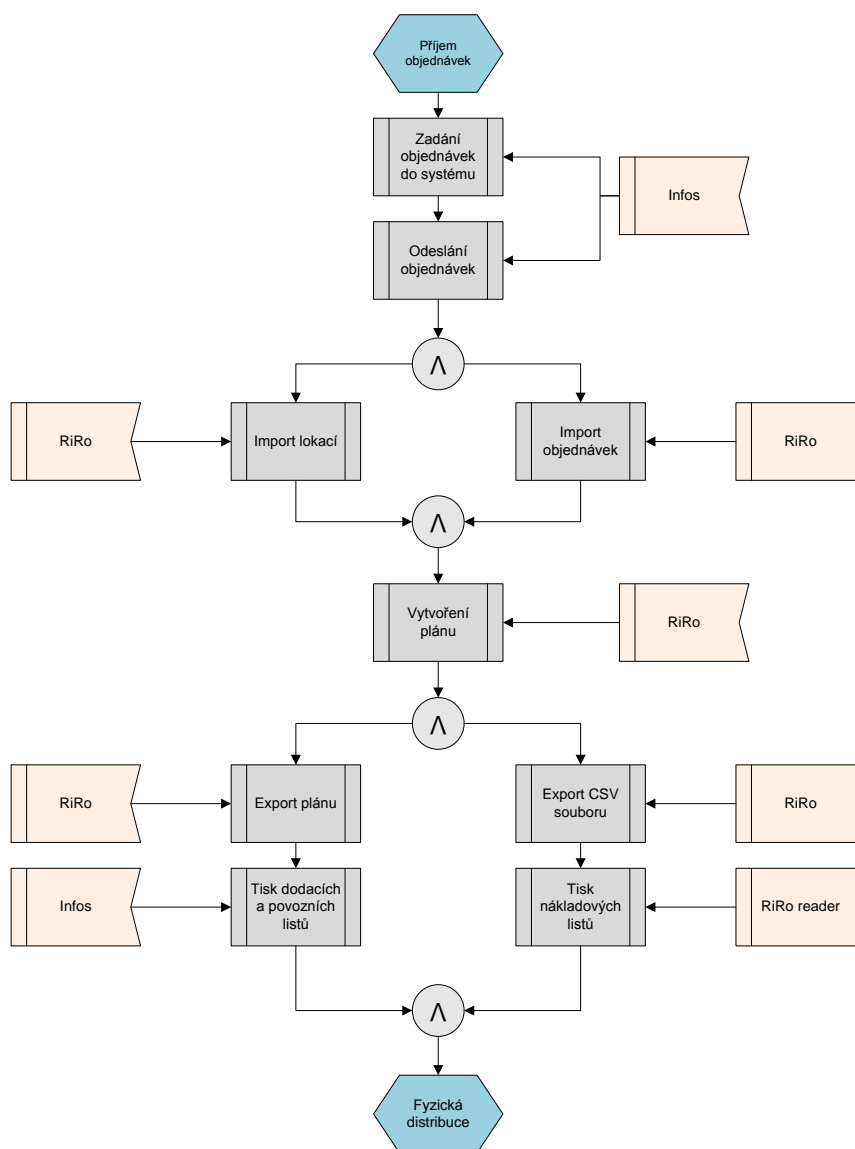 Příjem
objednávek
Zadání
objednávek
do systému
Infos
Odeslání
objednávek
Λ
RiRo
Import lokací
Import
objednávek
RiRo
Λ
Vytvoření
plánu
RiRo
Λ
RiRo
Export plánu
Export CSV
souboru
RiRo
Infos
Tisk dodacích
a povozních
listů
Tisk
nákladových
listů
RiRo reader
Λ
Fyzická
distribuce